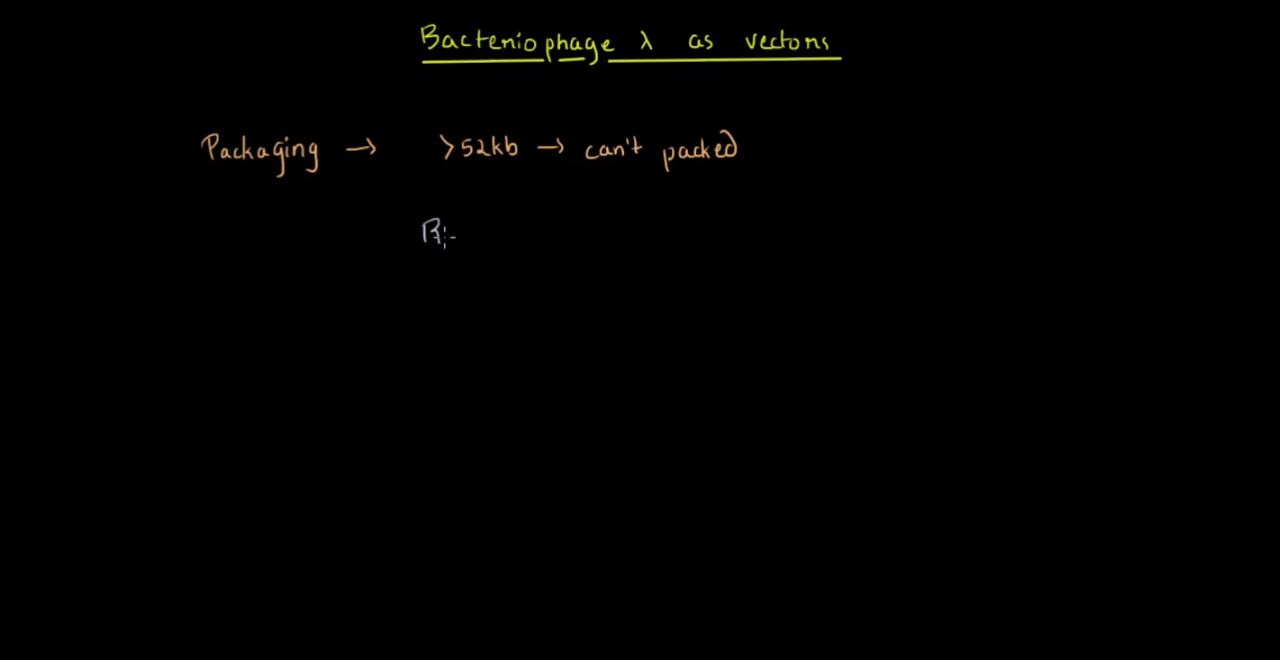 Bacteriophage λ as vectors
Packaging → >52kb → can't packed